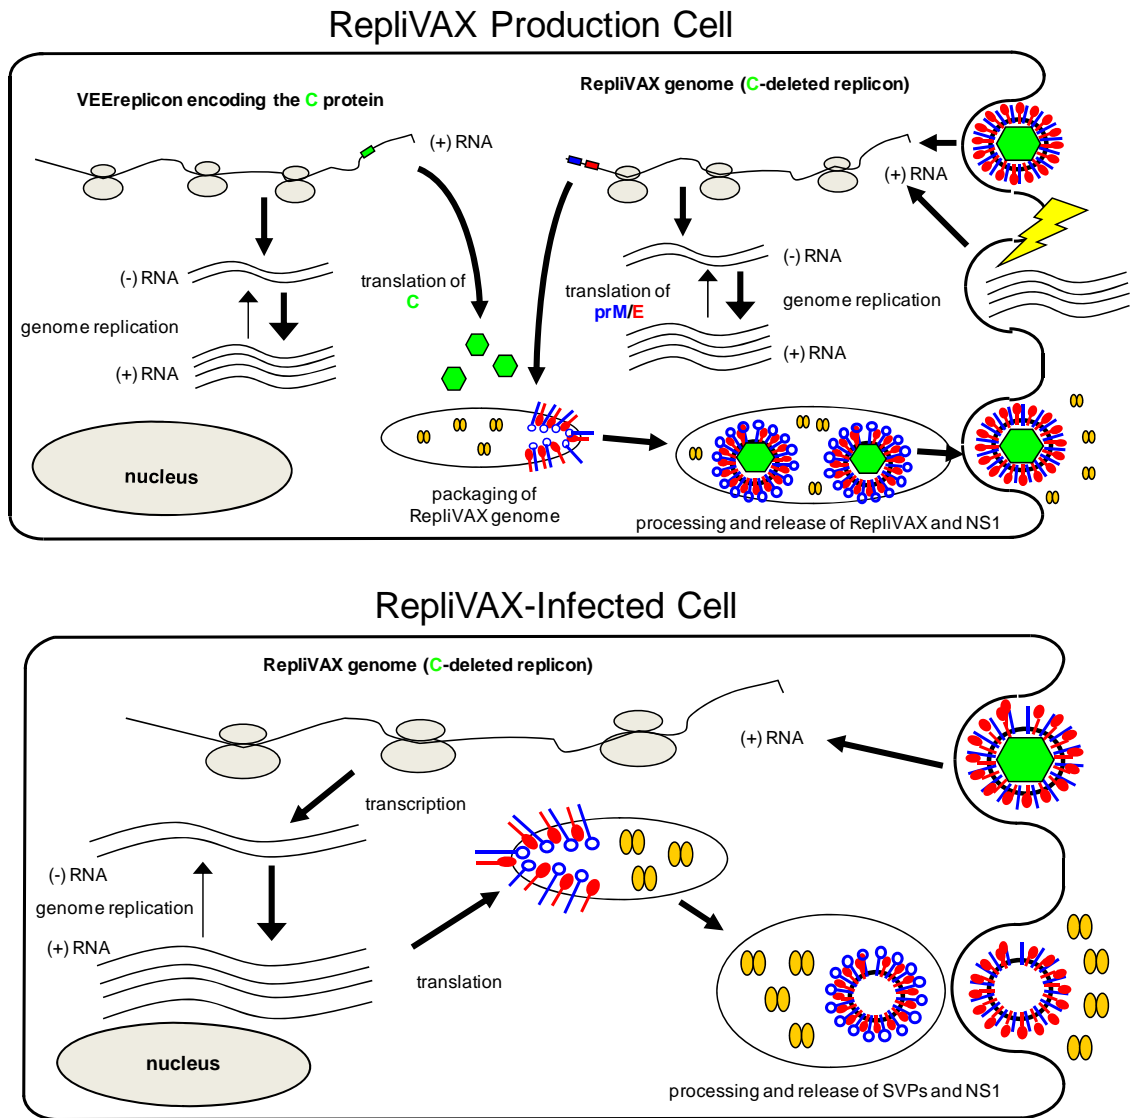 RepliVAX Production Cell
VEEreplicon encoding the C protein
RepliVAX genome (C-deleted replicon)
(+) RNA
(+) RNA
(-) RNA
translation of
C
genome replication
(+) RNA
translation of
prM/E
(-) RNA
genome replication
(+) RNA
nucleus
packaging of
RepliVAX genome
processing and release of RepliVAX and NS1
RepliVAX-Infected Cell
RepliVAX genome (C-deleted replicon)
(+) RNA
transcription
(-) RNA
genome replication
(+) RNA
translation
nucleus
processing and release of SVPs and NS1